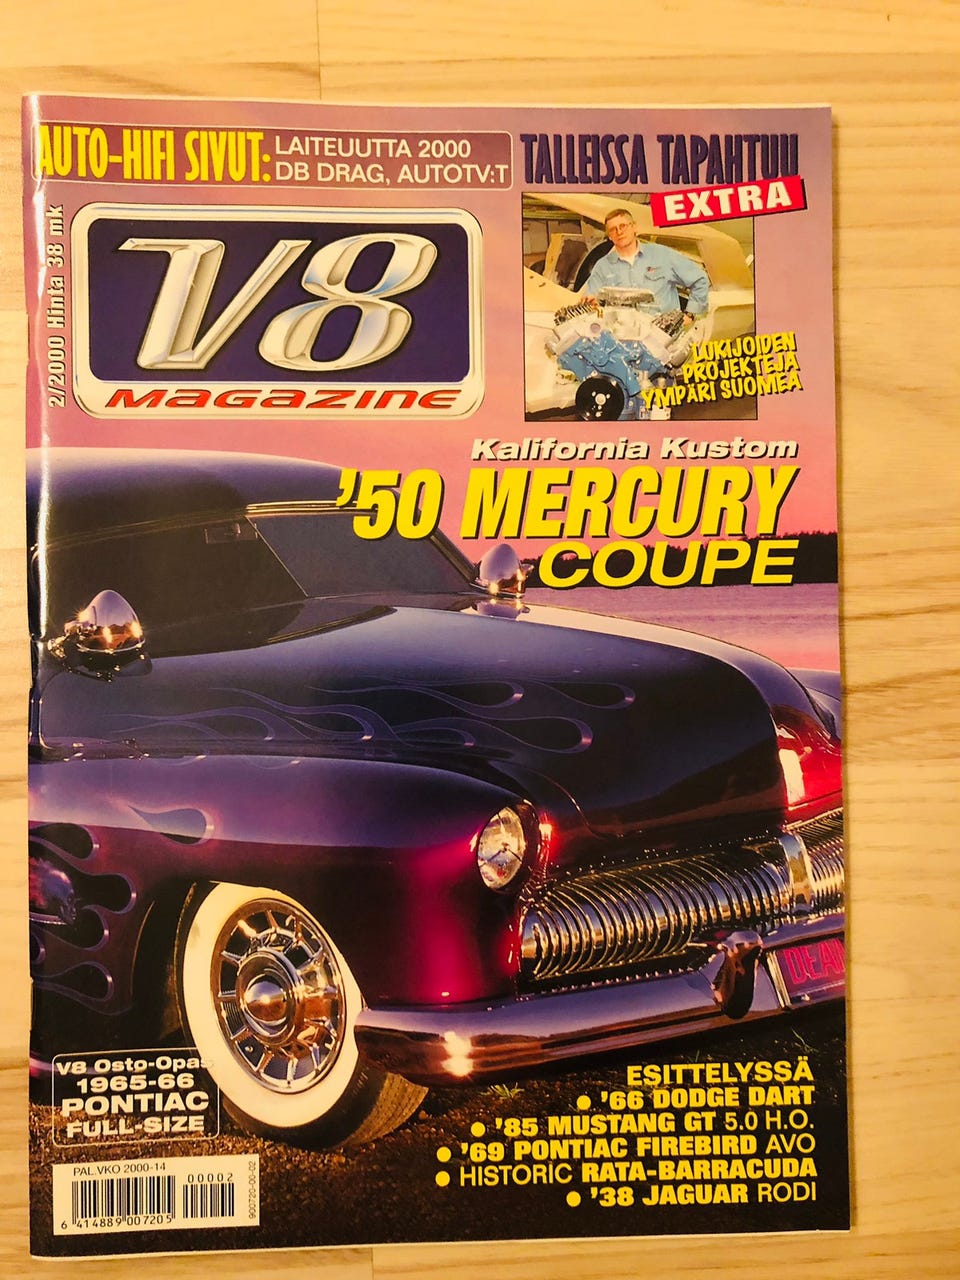 AUTO-HIFI SIVUT:
LAITEUUTTA 2000
DB DRAG, AUTOTV:T
TALLEISSA TAPAHTUU
EXTRA
2/2000 Hinta 38 mk
V8
MAGAZINE
LUKIJOIDEN
PROJEKTEJA
YMPÄRI SUOMEA
Kalifornia Kustom
'50 MERCURY
COUPE
V8 Osto-Opas
1965-66
PONTIAC
FULL-SIZE
ESITTELYSSÄ
• '66 DODGE DART
• '85 MUSTANG GT 5.0 H.O.
• '69 PONTIAC FIREBIRD AVO
• HISTORIC RATA-BARRACUDA
• '38 JAGUAR RODI
PAL.VKO 2000-14
00002
6 414889 007205
900720-00-02